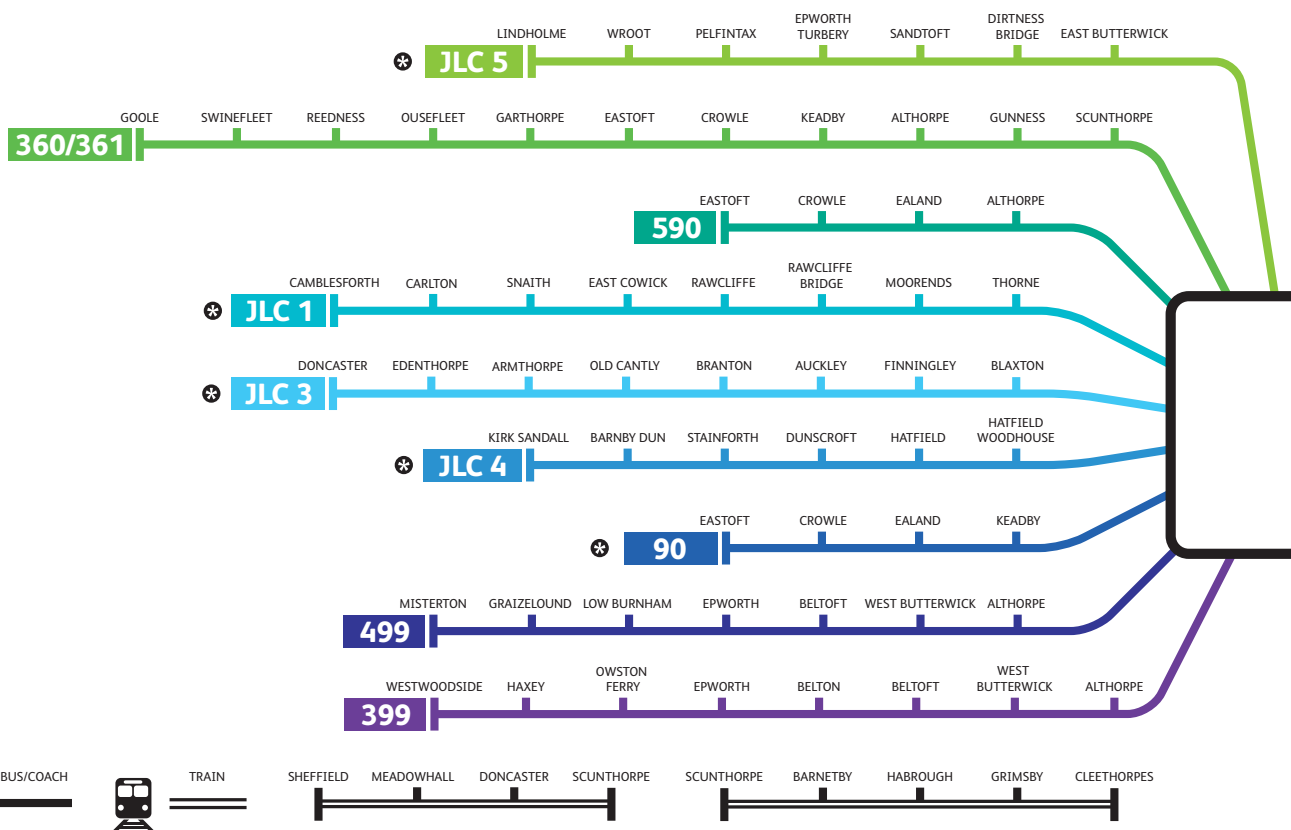 LINDHOLME WROOT PELFINTAX EPWORTH TURBERY SANDTOFT DIRTNESS BRIDGE EAST BUTTERWICK
JLC 5
GOOLE SWINEFLEET REEDNESS OUSEFLEET GARTHORPE EASTOFT CROWLE KEADBY ALTHORPE GUNNESS SCUNTHORPE
360/361
EASTOFT CROWLE EALAND ALTHORPE
590
CAMBLESFORTH CARLTON SNAITH EAST COWICK RAWCLIFFE RAWCLIFFE BRIDGE MOORENDS THORNE
JLC 1
DONCASTER EDENTHORPE ARMTHORPE OLD CANTLY BRANTON AUCKLEY FINNINGLEY BLAXTON
JLC 3
KIRK SANDALL BARNBY DUN STAINFORTH DUNSCROFT HATFIELD HATFIELD WOODHOUSE
JLC 4
EASTOFT CROWLE EALAND KEADBY
90
MISTERTON GRAIZELOUND LOW BURNHAM EPWORTH BELTOFT WEST BUTTERWICK ALTHORPE
499
WESTWOODSIDE HAXEY OWSTON FERRY EPWORTH BELTON BELTOFT WEST BUTTERWICK ALTHORPE
399
BUS/COACH TRAIN SHEFFIELD MEADOWHALL DONCASTER SCUNTHORPE SCUNTHORPE BARNETBY HABROUGH GRIMSBY CLEETHORPES